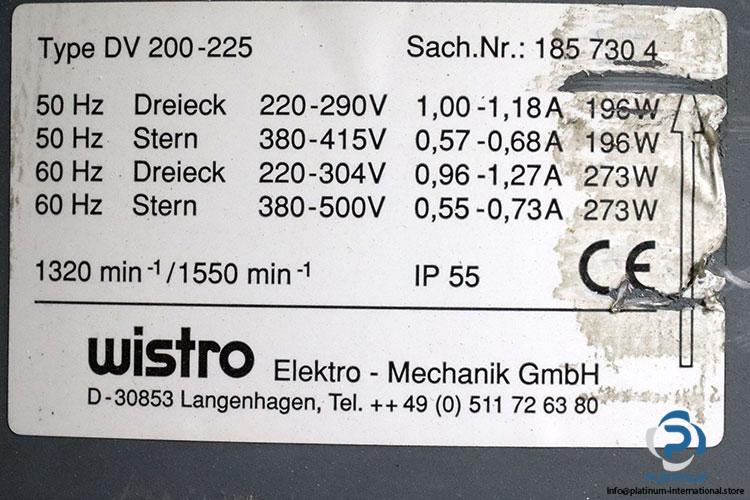 Type DV 200-225 Sach.Nr.: 185 730 4
50 Hz Dreieck 220-290V 1,00-1,18A 196W
50 Hz Stern 380-415V 0,57-0,68A 196W
60 Hz Dreieck 220-304V 0,96-1,27A 273W
60 Hz Stern 380-500V 0,55-0,73A 273W
1320 min⁻¹/1550 min⁻¹ IP 55 CE
wistro Elektro - Mechanik GmbH
D-30853 Langenhagen, Tel. ++49 (0) 511 72 63 80
PLATINUM
Info@platinum-international.store